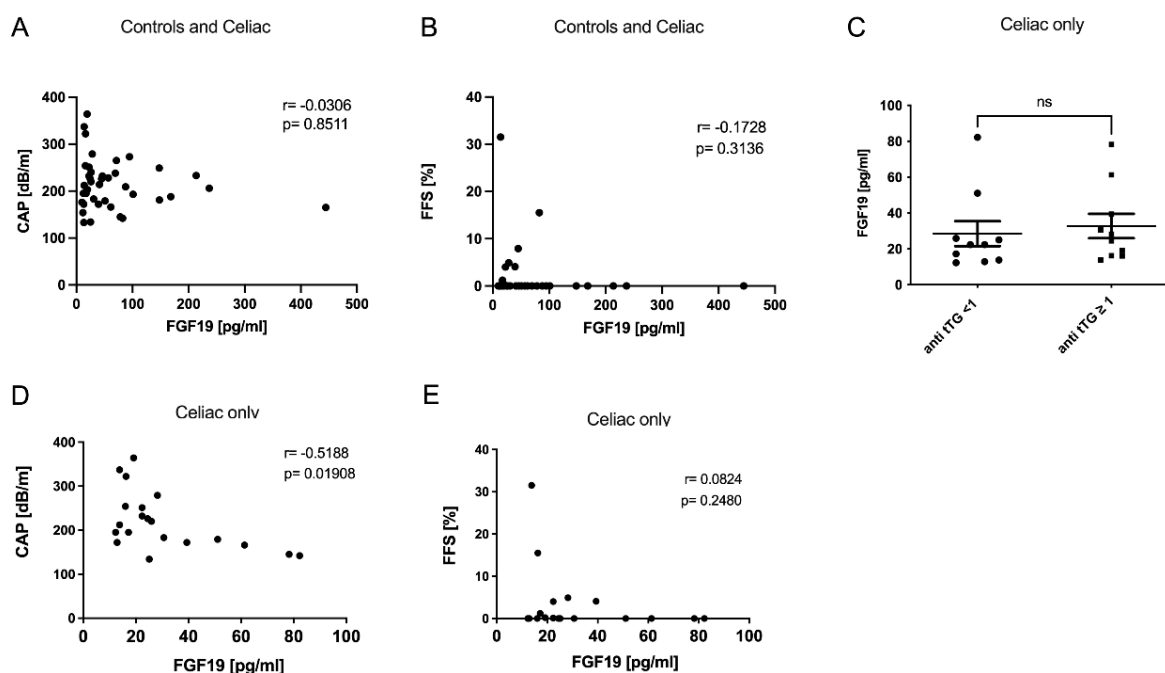 A
Controls and Celiac
CAP [dB/m]
400
300
200
100
0
r= -0.0306
p= 0.8511
0 100 200 300 400 500
FGF19 [pg/ml]
B
Controls and Celiac
FFS [%]
40
30
20
10
0
r= -0.1728
p= 0.3136
0 100 200 300 400 500
FGF19 [pg/ml]
C
Celiac only
ns
FGF19 [pg/ml]
100
80
60
40
20
0
anti tTG <1
anti tTG ≥ 1
D
Celiac only
CAP [dB/m]
400
300
200
100
0
r= -0.5188
p= 0.01908
0 20 40 60 80 100
FGF19 [pg/ml]
E
Celiac only
FFS [%]
40
30
20
10
0
r= 0.0824
p= 0.2480
0 20 40 60 80 100
FGF19 [pg/ml]